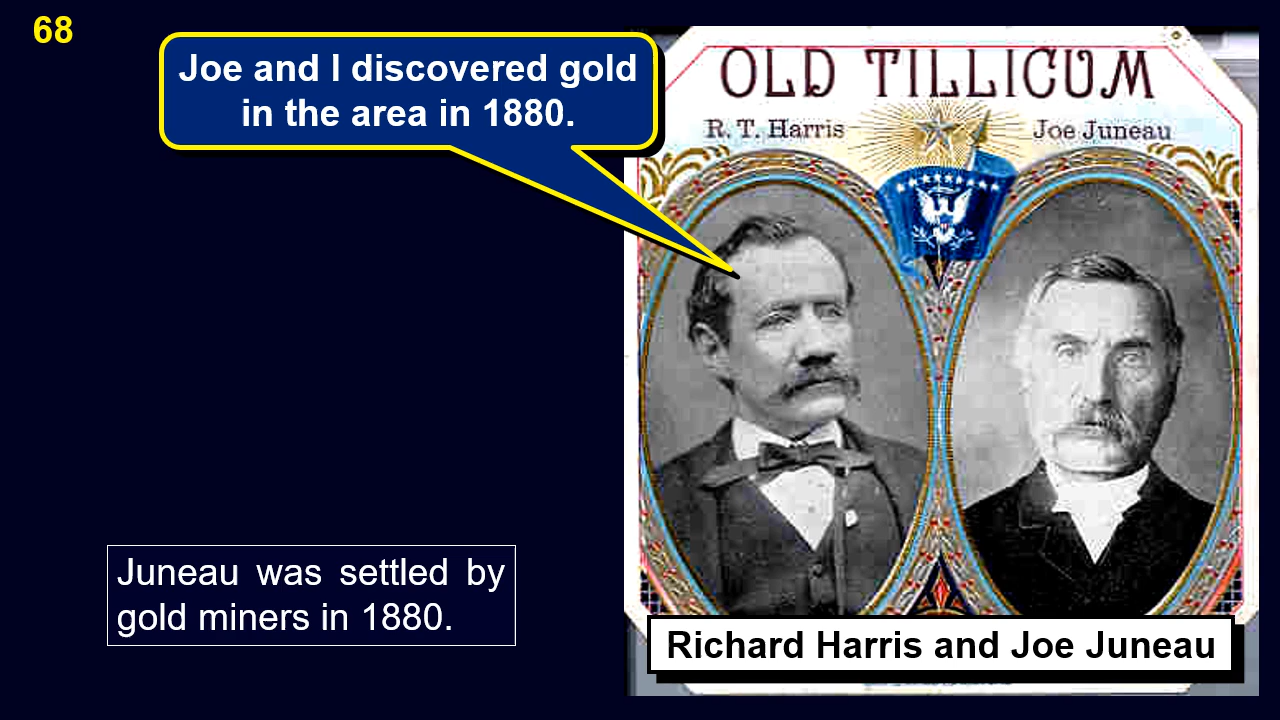 68
Joe and I discovered gold
in the area in 1880.
OLD TILLICUM
R. T. Harris
Joe Juneau
Juneau was settled by
gold miners in 1880.
Richard Harris and Joe Juneau